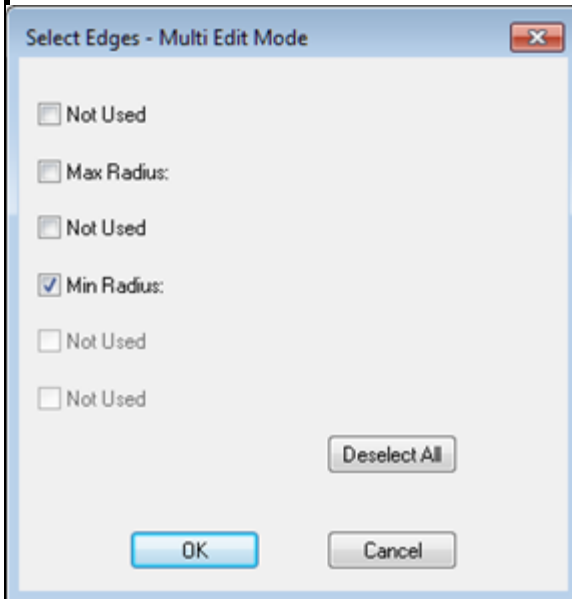 Select Edges - Multi Edit Mode
Not Used
Max Radius:
Not Used
Min Radius:
Not Used
Not Used
Deselect All
OK
Cancel